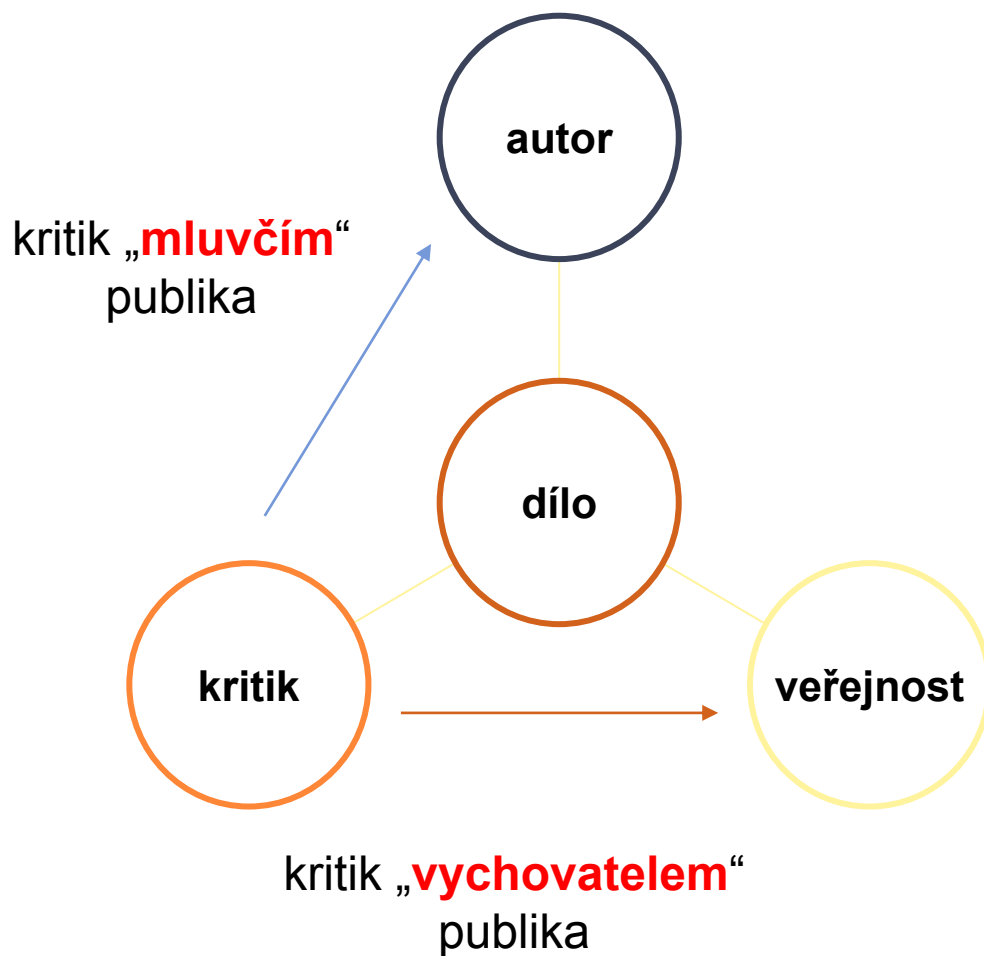 autor
kritik „mluvčím“
publika
dílo
kritik
veřejnost
kritik „vychovatelem“
publika